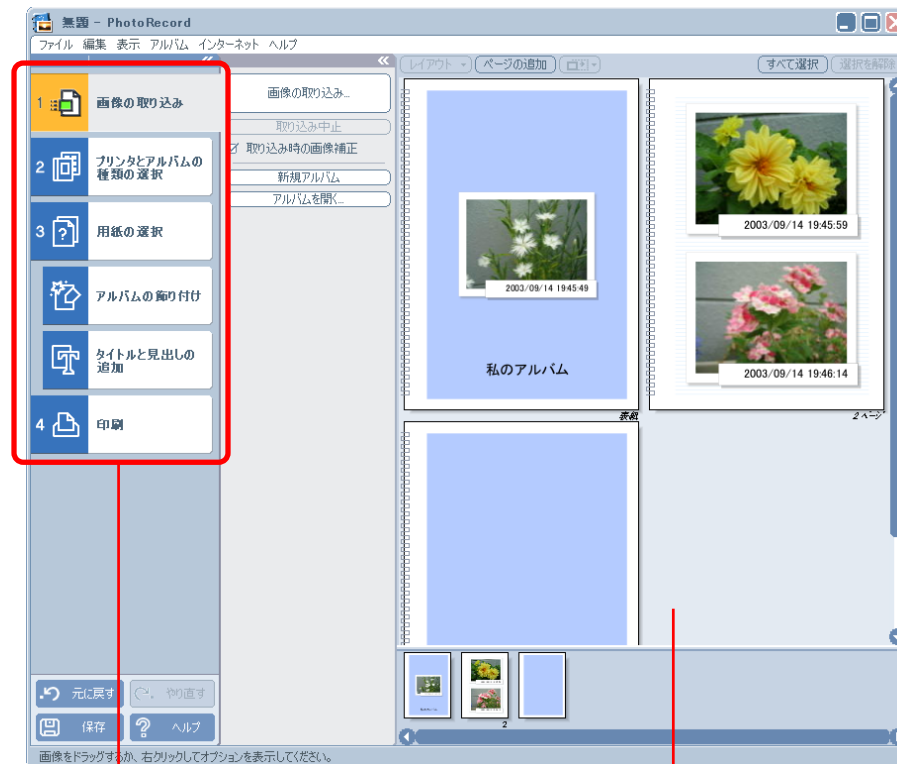 無題 - PhotoRecord
ファイル 編集 表示 アルバム インターネット ヘルプ
1 画像の取り込み
2 プリンタとアルバムの
種類の選択
3 用紙の選択
アルバムの飾り付け
タイトルと見出しの
追加
4 印刷
元に戻す
やり直す
保存
ヘルプ
画像の取り込み...
取り込み中止
取り込み時の画像補正
新規アルバム
アルバムを開く...
レイアウト
ページの追加
すべて選択
選択を解除
2003/09/14 19:45:49
私のアルバム
表紙
2003/09/14 19:45:59
2003/09/14 19:46:14
2 ページ
2
画像をドラッグするか、右クリックしてオプションを表示してください。